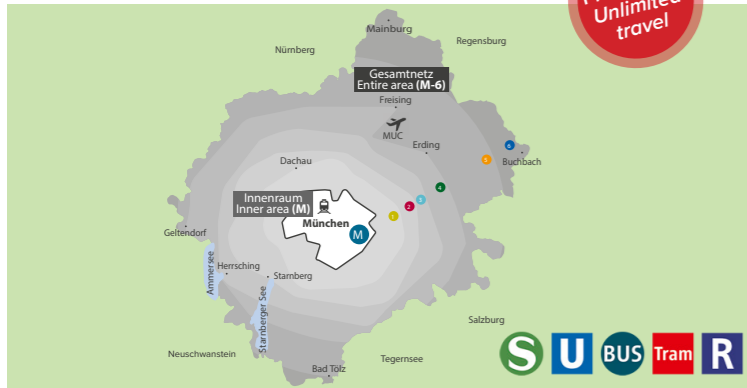 Unlimited
travel
Mainburg
Nürnberg
Regensburg
Gesamtnetz
Entire area (M-6)
Freising
MUC
Erding
6
5
Buchbach
Dachau
4
Innenraum
Inner area (M)
3
2
1
München
M
Geltendorf
Ammersee
Herrsching
Starnberg
Starnberger See
Salzburg
Neuschwanstein
Tegernsee
Bad Tölz
S U BUS Tram R